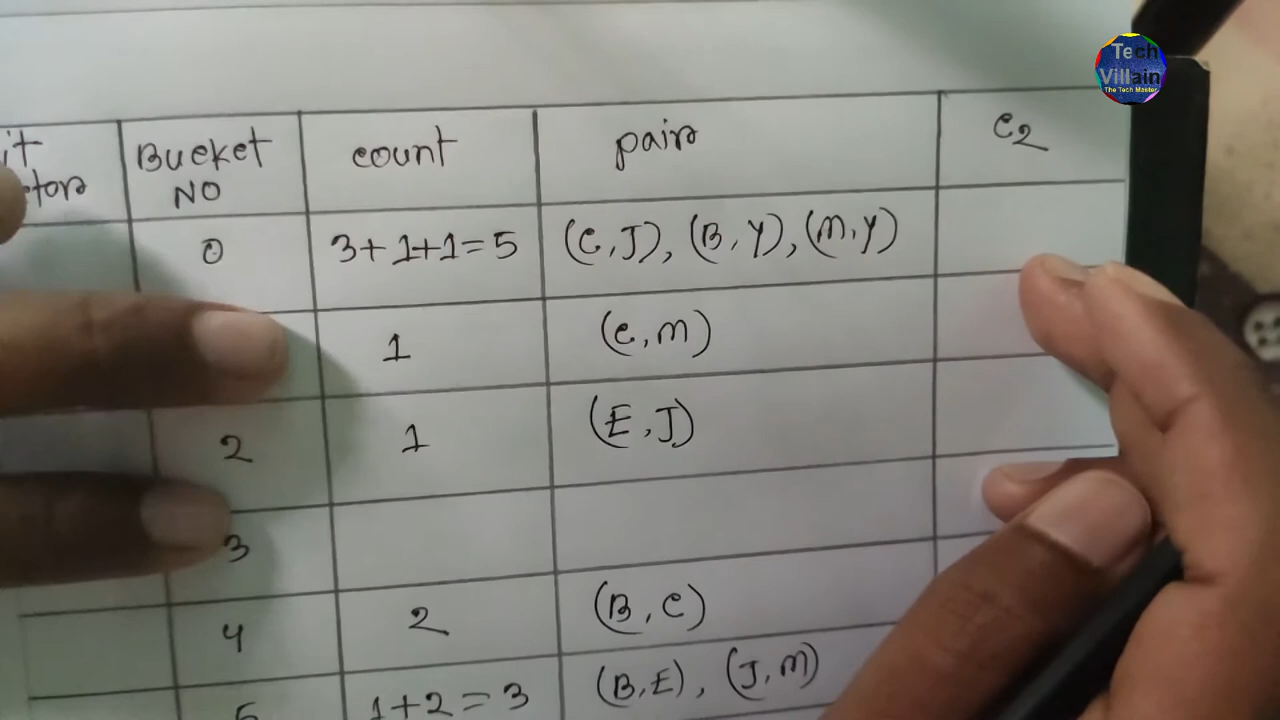 Tech
Villain
The Tech Master
Bucket count pair C2
NO
0 3+1+1=5 (C,J), (B,Y), (M,Y)
1 (C,M)
2 1 (E,J)
3
4 2 (B,C)
5 1+2=3 (B,E), (J,M)